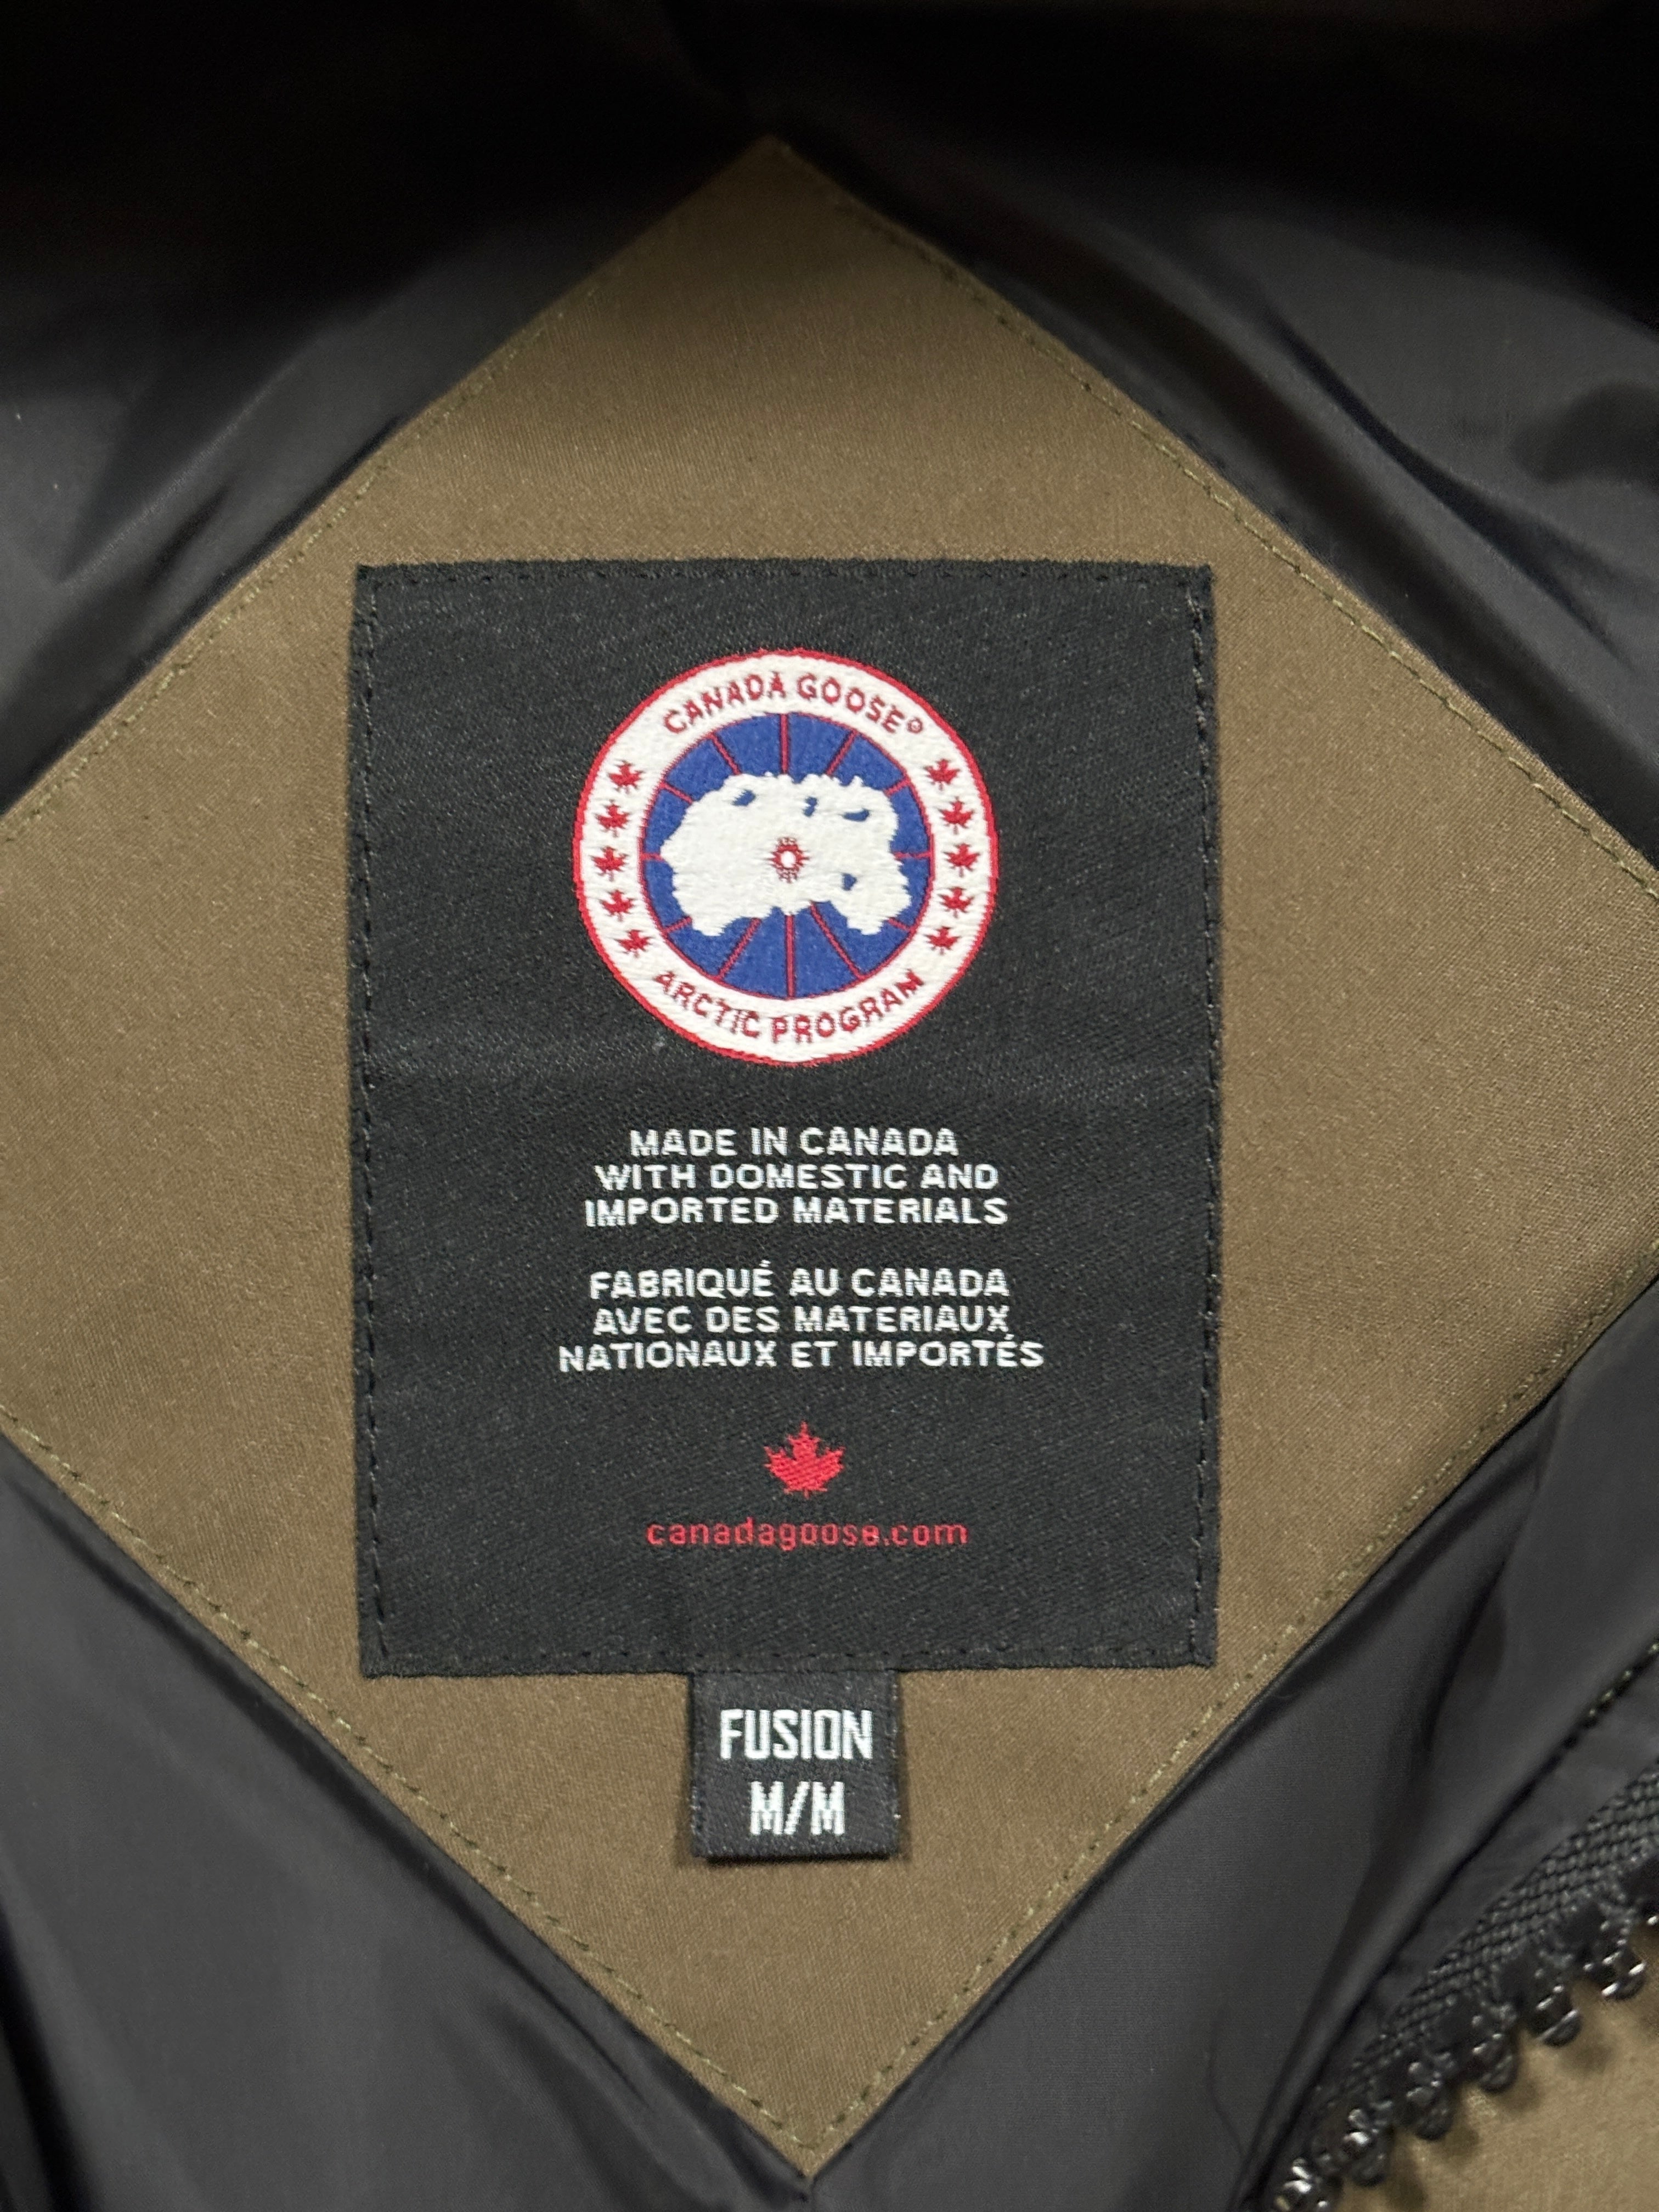 CANADA GOOSE®
ARCTIC PROGRAM
MADE IN CANADA
WITH DOMESTIC AND
IMPORTED MATERIALS
FABRIQUÉ AU CANADA
AVEC DES MATERIAUX
NATIONAUX ET IMPORTÉS
canadagoose.com
FUSION
M/M